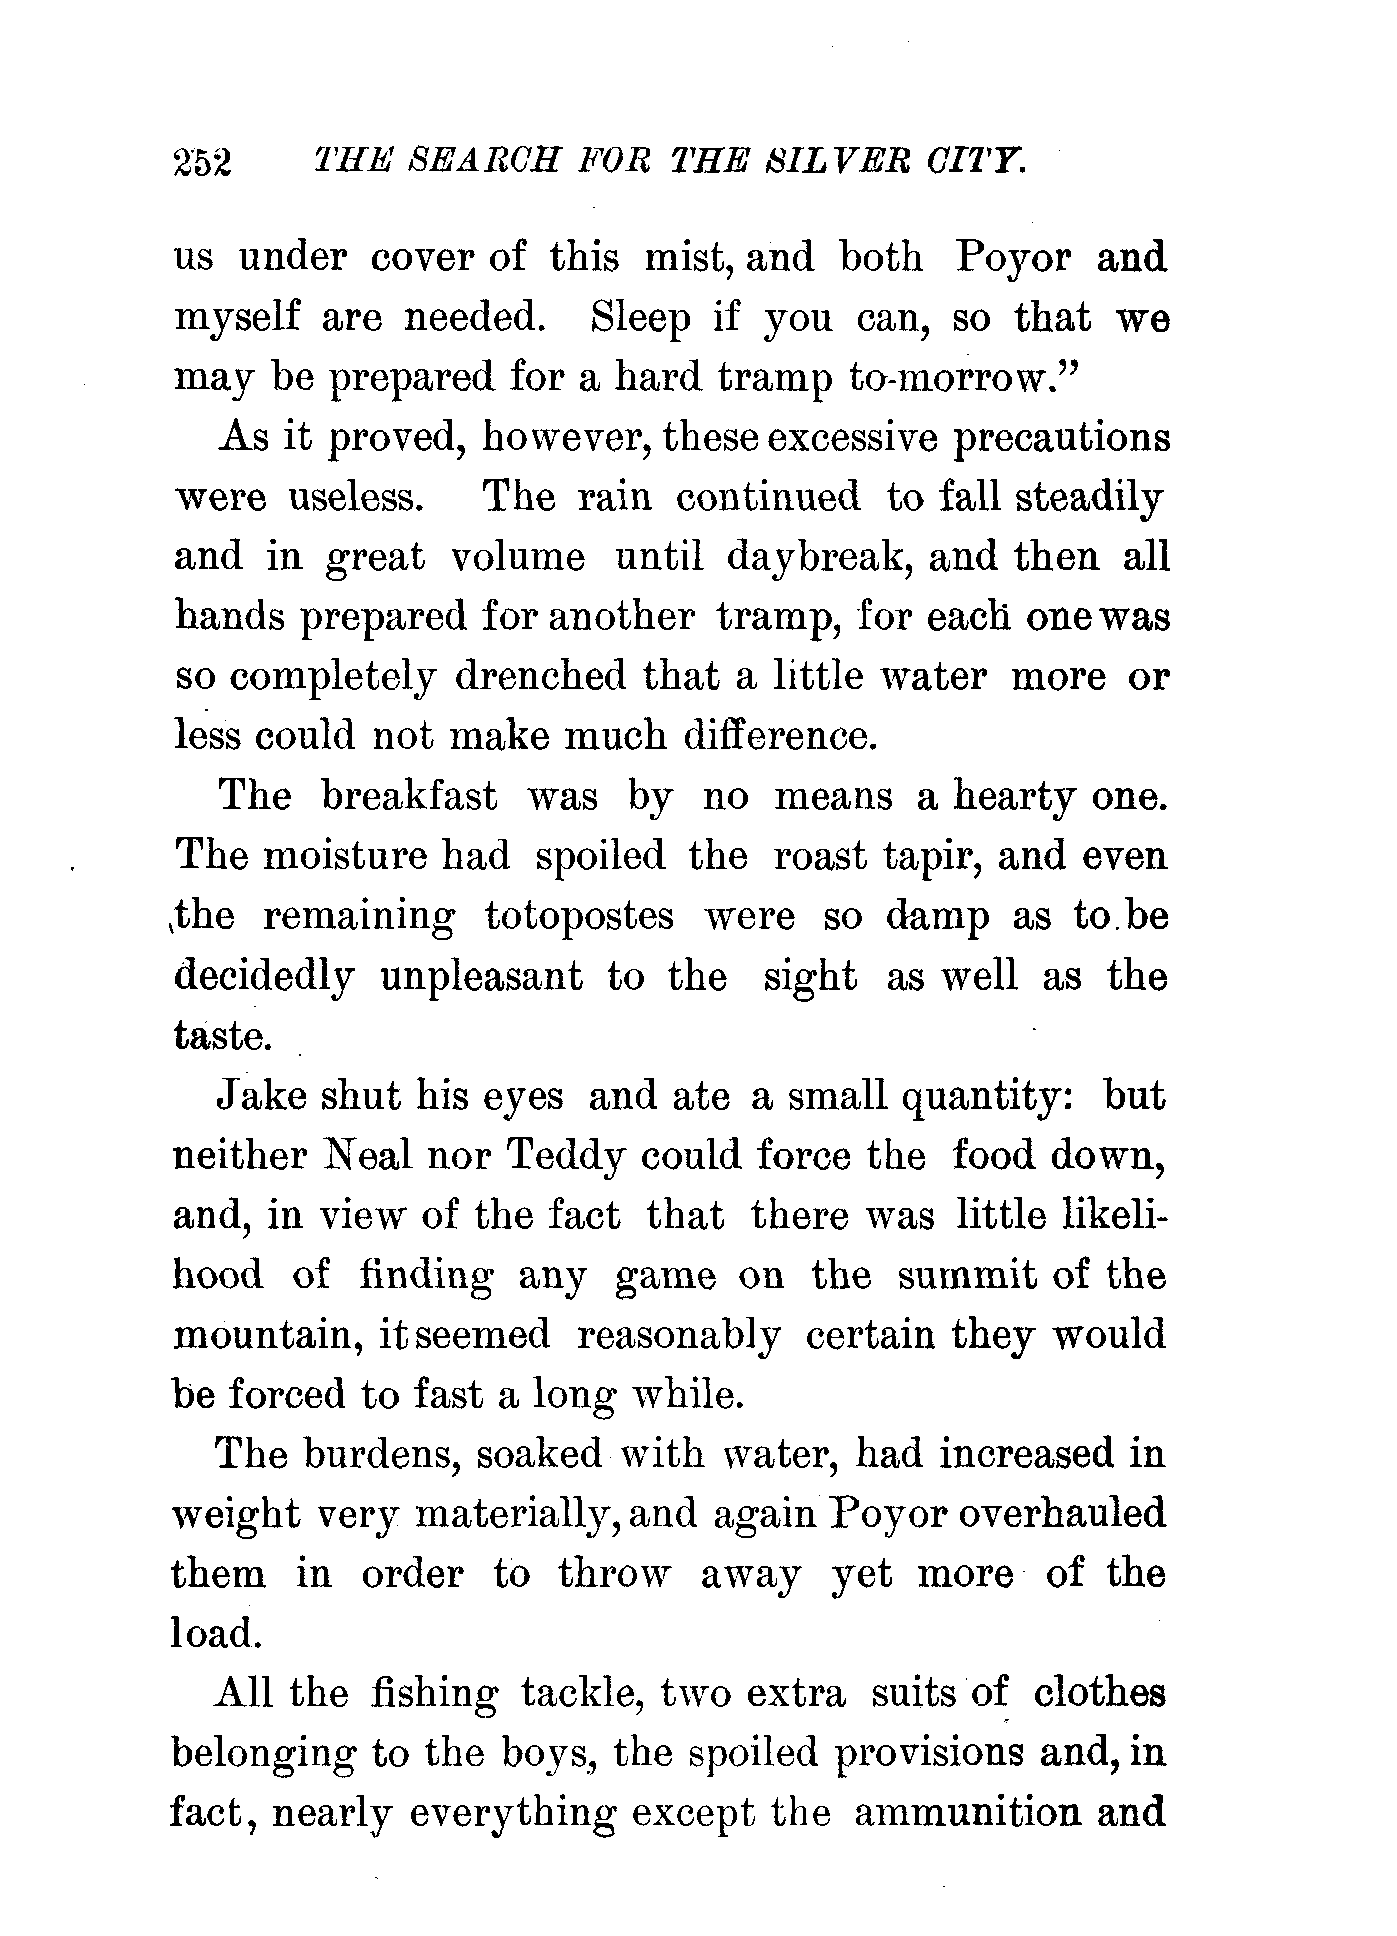 252 THE SEARCH FOR THE SILVER CITY.
us under cover of this mist, and both Poyor and
myself are needed. Sleep if you can, so that we
may be prepared for a hard tramp to-morrow.”
As it proved, however, these excessive precautions
were useless. The rain continued to fall steadily
and in great volume until daybreak, and then all
hands prepared for another tramp, for each one was
so completely drenched that a little water more or
less could not make much difference.
The breakfast was by no means a hearty one.
The moisture had spoiled the roast tapir, and even
the remaining totopostes were so damp as to be
decidedly unpleasant to the sight as well as the
taste.
Jake shut his eyes and ate a small quantity: but
neither Neal nor Teddy could force the food down,
and, in view of the fact that there was little likeli-
hood of finding any game on the summit of the
mountain, it seemed reasonably certain they would
be forced to fast a long while.
The burdens, soaked with water, had increased in
weight very materially, and again Poyor overhauled
them in order to throw away yet more of the
load.
All the fishing tackle, two extra suits of clothes
belonging to the boys, the spoiled provisions and, in
fact, nearly everything except the ammunition and